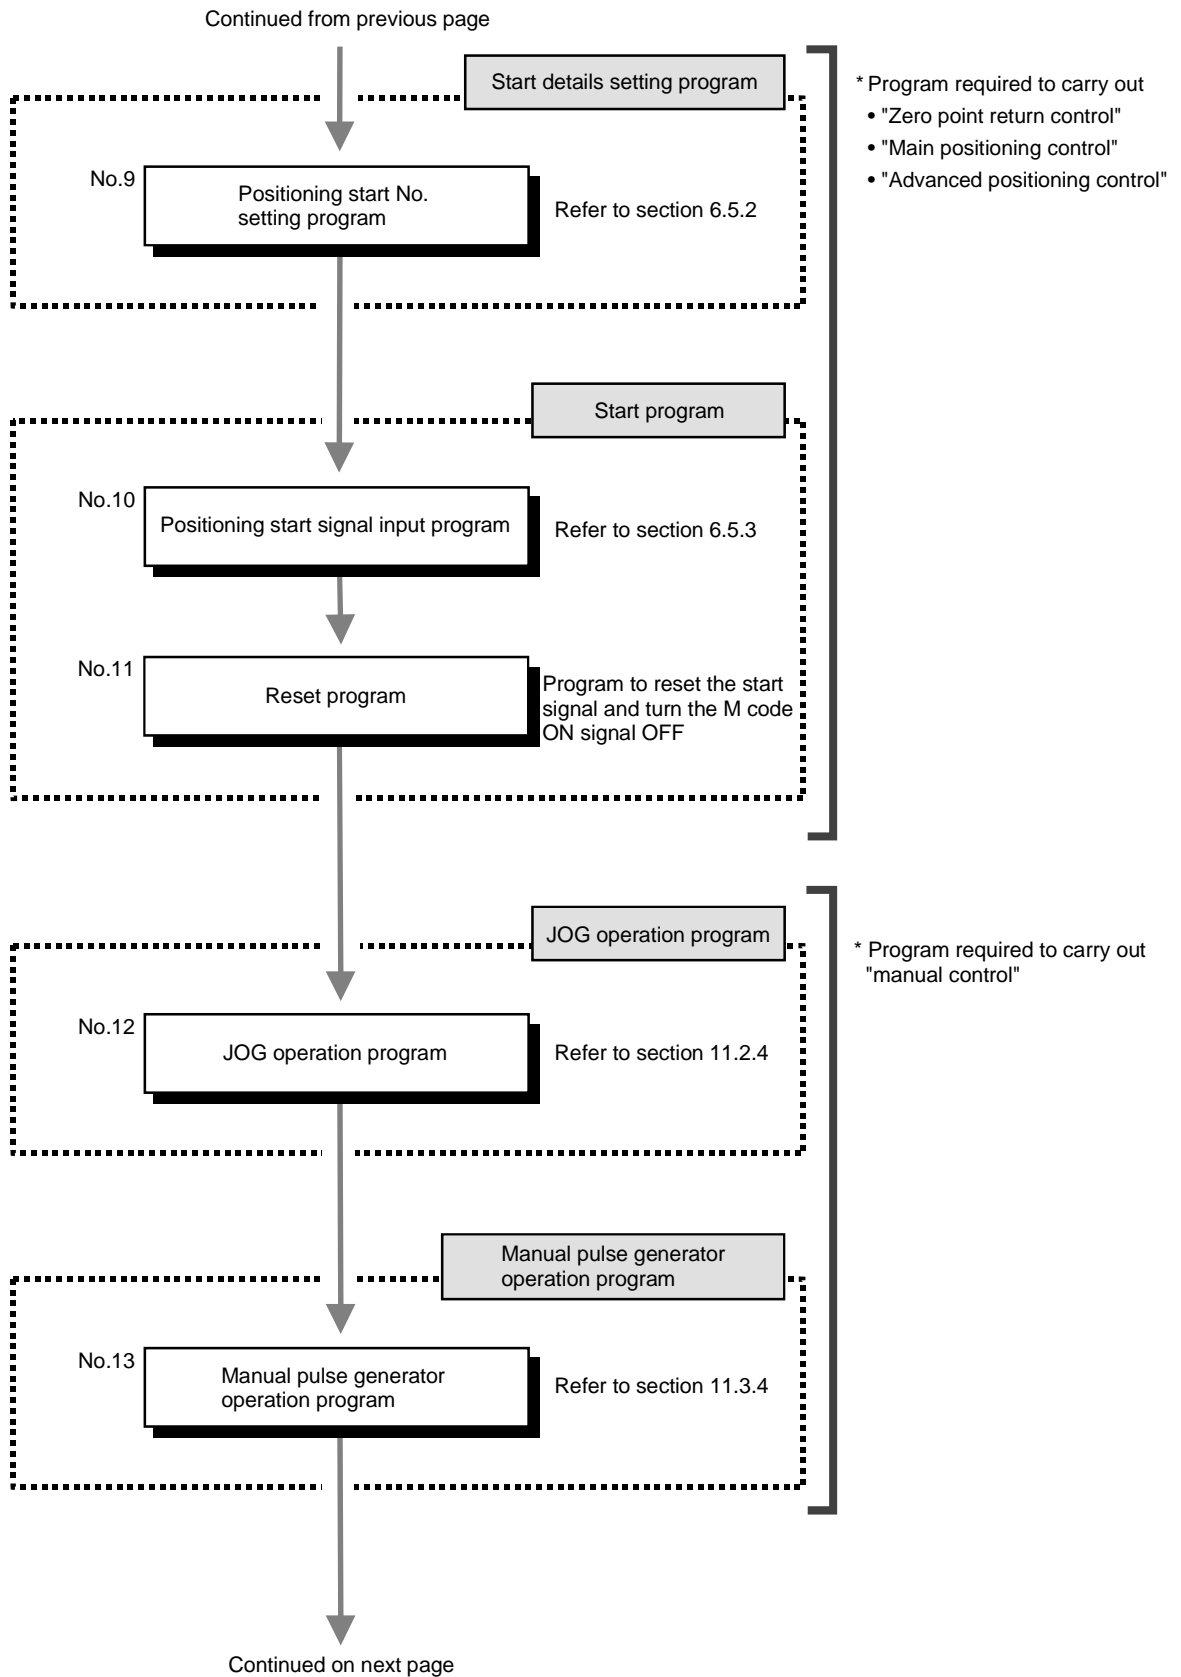 Continued from previous page
Start details setting program
* Program required to carry out
• "Zero point return control"
• "Main positioning control"
• "Advanced positioning control"
No.9
Positioning start No.
setting program
Refer to section 6.5.2
Start program
No.10
Positioning start signal input program
Refer to section 6.5.3
No.11
Reset program
Program to reset the start
signal and turn the M code
ON signal OFF
JOG operation program
* Program required to carry out
"manual control"
No.12
JOG operation program
Refer to section 11.2.4
Manual pulse generator
operation program
No.13
Manual pulse generator
operation program
Refer to section 11.3.4
Continued on next page